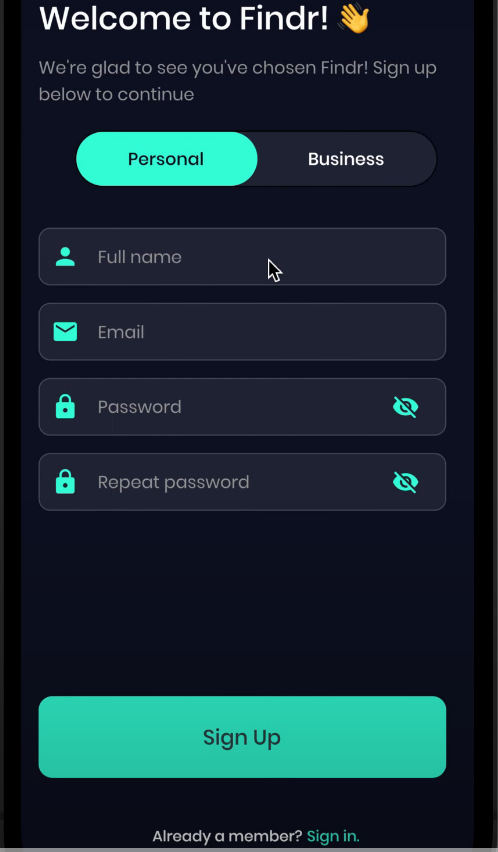 Welcome to Findr! 👋
We're glad to see you've chosen Findr! Sign up
below to continue
Personal
Business
Full name
Email
Password
Repeat password
Sign Up
Already a member? Sign in.